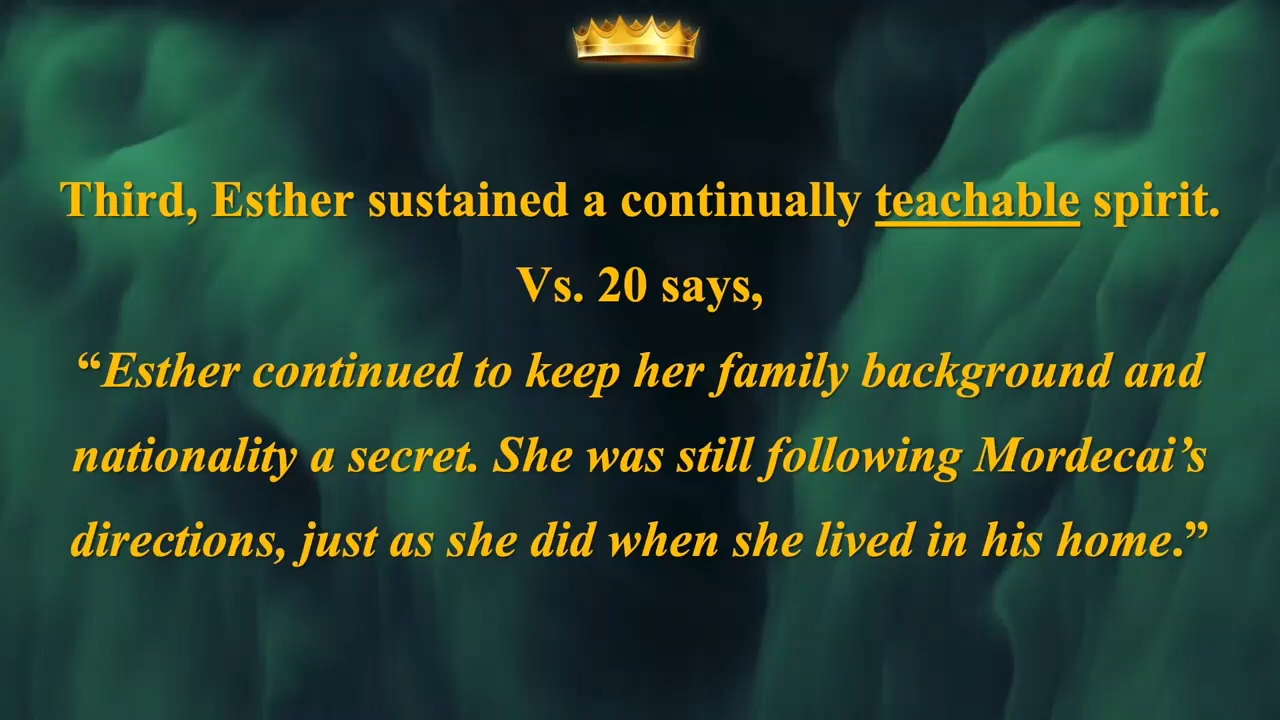 Third, Esther sustained a continually teachable spirit.
Vs. 20 says,
“Esther continued to keep her family background and
nationality a secret. She was still following Mordecai’s
directions, just as she did when she lived in his home.”